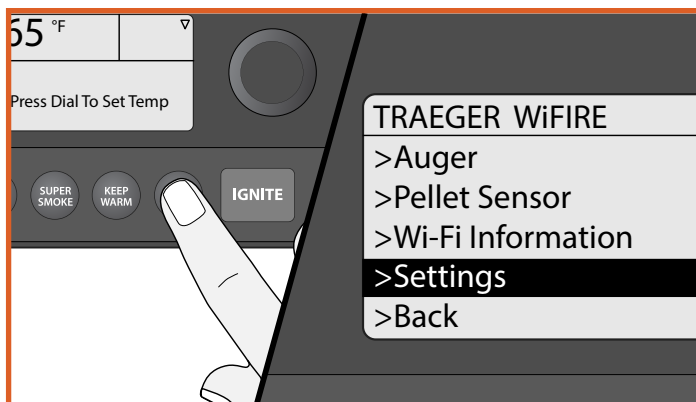 65 °F
Press Dial To Set Temp
SUPER
SMOKE
KEEP
WARM
IGNITE
TRAEGER WiFIRE
>Auger
>Pellet Sensor
>Wi-Fi Information
>Settings
>Back